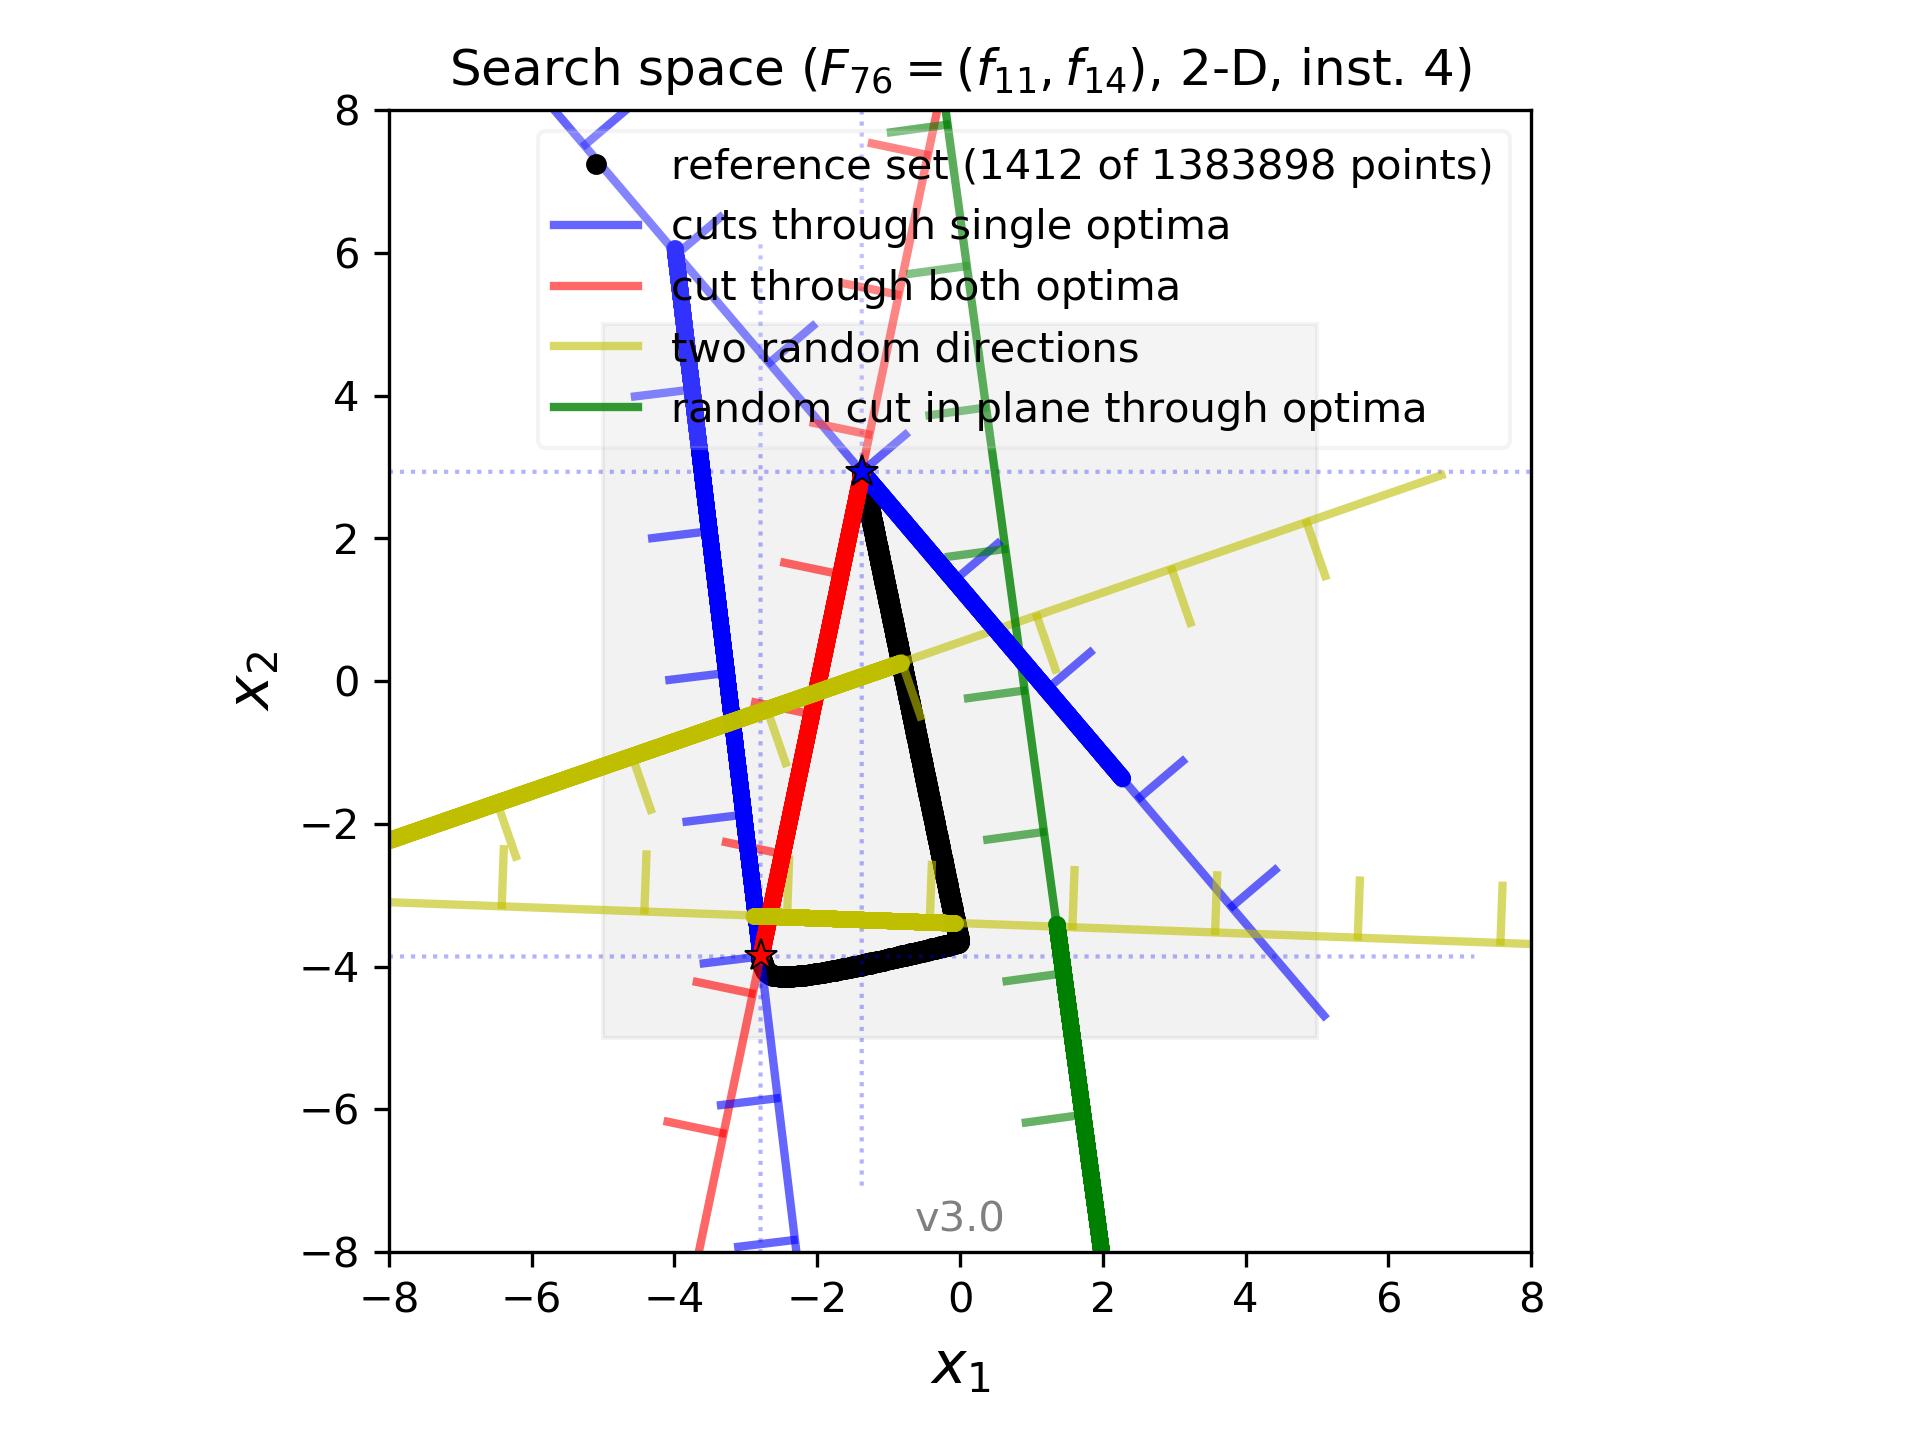 Search space (F₇₆ = (f₁₁, f₁₄), 2-D, inst. 4)
reference set (1412 of 1383898 points)
cuts through single optima
cut through both optima
two random directions
random cut in plane through optima
8
6
4
2
0
−2
−4
−6
−8
x₂
v3.0
−8 −6 −4 −2 0 2 4 6 8
x₁